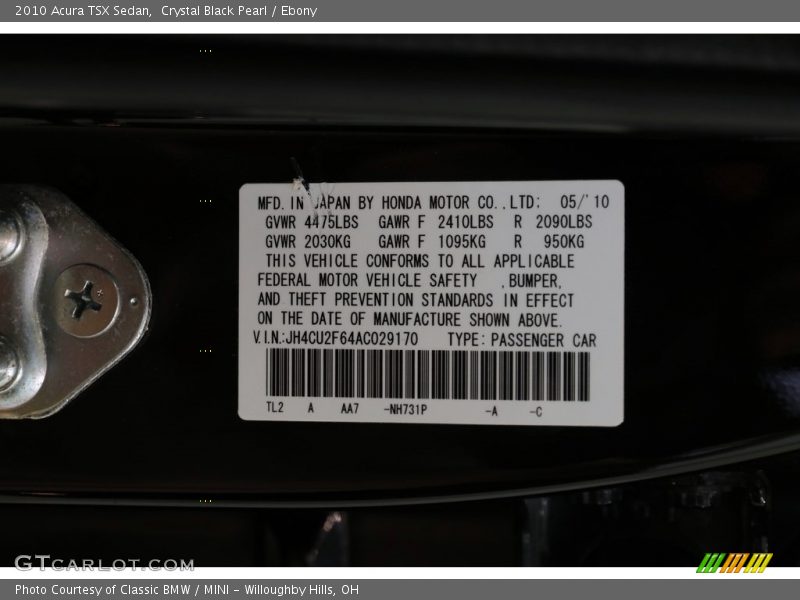 2010 Acura TSX Sedan,  Crystal Black Pearl / Ebony
MFD. IN JAPAN BY HONDA MOTOR CO., LTD: 05/'10
GVWR 4475LBS GAWR F 2410LBS R 2090LBS
GVWR 2030KG GAWR F 1095KG R 950KG
THIS VEHICLE CONFORMS TO ALL APPLICABLE
FEDERAL MOTOR VEHICLE SAFETY ,BUMPER,
AND THEFT PREVENTION STANDARDS IN EFFECT
ON THE DATE OF MANUFACTURE SHOWN ABOVE.
V.I.N.:JH4CU2F64AC029170 TYPE: PASSENGER CAR
TL2 A AA7 -NH731P -A -C
GTCARLOT.COM
Photo Courtesy of Classic BMW / MINI - Willoughby Hills, OH